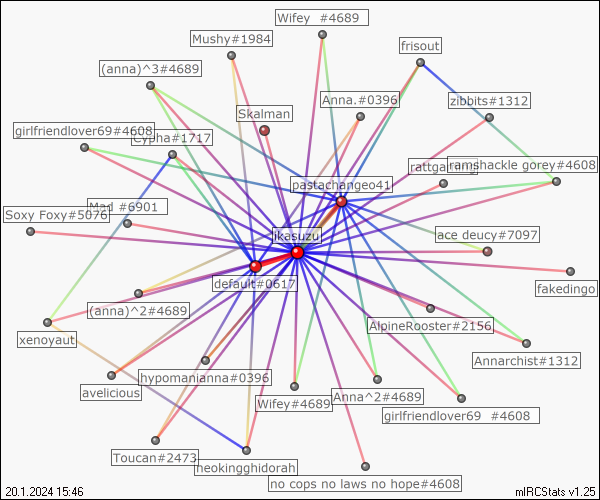 Wifey  #4689
Mushy#1984
frisout
(anna)^3#4689
Anna.#0396
zibbits#1312
Skalman
girlfriendlover69#4608
Cypha#1717
ramshackle gorey#4608
pastachangeo41
Mad #6901
Soxy Foxy#5076
ikasuzu
ace deucy#7097
default#0617
fakedingo
(anna)^2#4689
AlpineRooster#2156
xenoyaut
Annarchist#1312
hypomanianna#0396
avelicious
Wifey#4689
Anna^2#4689
girlfriendlover69  #4608
Toucan#2473
neokingghidorah
no cops no laws no hope#4608
20.1.2024 15:46
mIRCStats v1.25